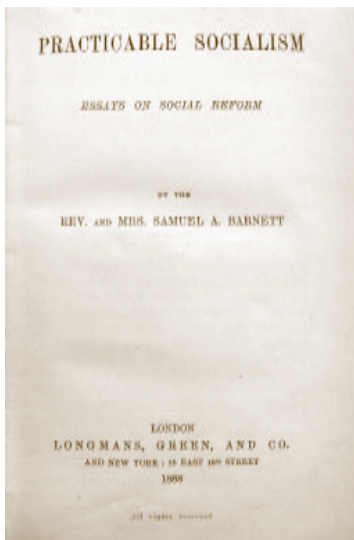 PRACTICABLE SOCIALISM
ESSAYS ON SOCIAL REFORM
BY THE
REV. AND MRS. SAMUEL A. BARNETT
LONDON
LONGMANS, GREEN, AND CO.
AND NEW YORK : 15 EAST 16th STREET
1888
All rights reserved